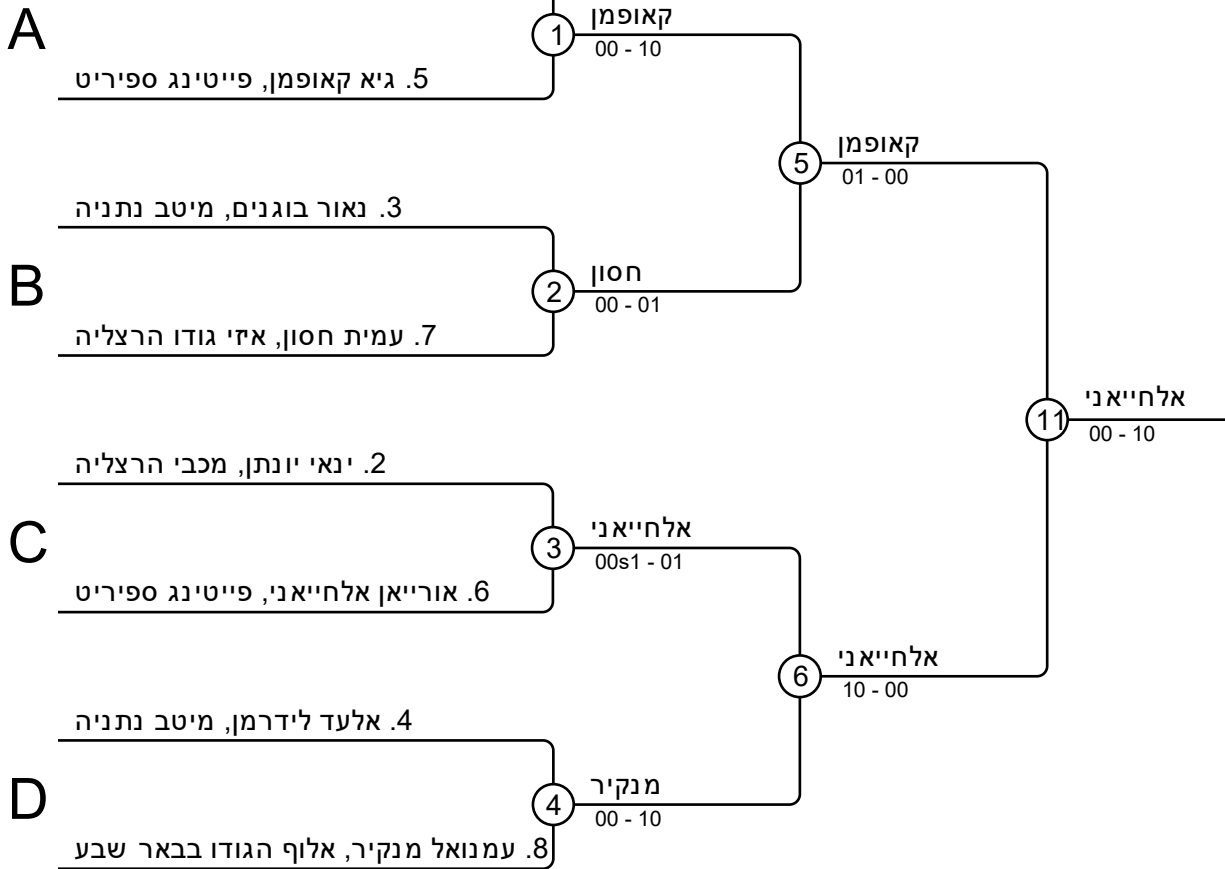 A
1
קאופמן
00 - 10
5. גיא קאופמן, פייטינג ספיריט
5
קאופמן
01 - 00
3. נאור בוגנים, מיטב נתניה
B
2
חסון
00 - 01
7. עמית חסון, איזי גודו הרצליה
11
אלחייאני
00 - 10
2. ינאי יונתן, מכבי הרצליה
C
3
אלחייאני
00s1 - 01
6. אורייאן אלחייאני, פייטינג ספיריט
6
אלחייאני
10 - 00
4. אלעד לידרמן, מיטב נתניה
D
4
מנקיר
00 - 10
8. עמנואל מנקיר, אלוף הגודו בבאר שבע